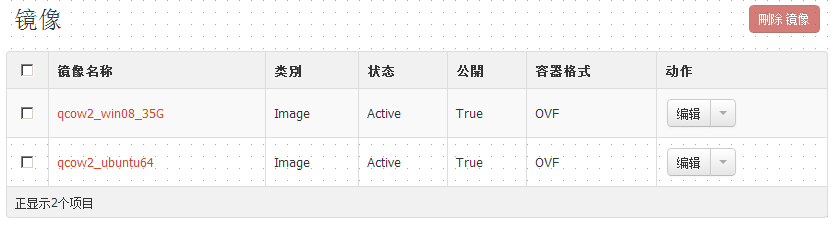 镜像
刪除 镜像
镜像名称 类别 状态 公開 容器格式 动作
qcow2_win08_35G Image Active True OVF 编辑
qcow2_ubuntu64 Image Active True OVF 编辑
正显示2个项目